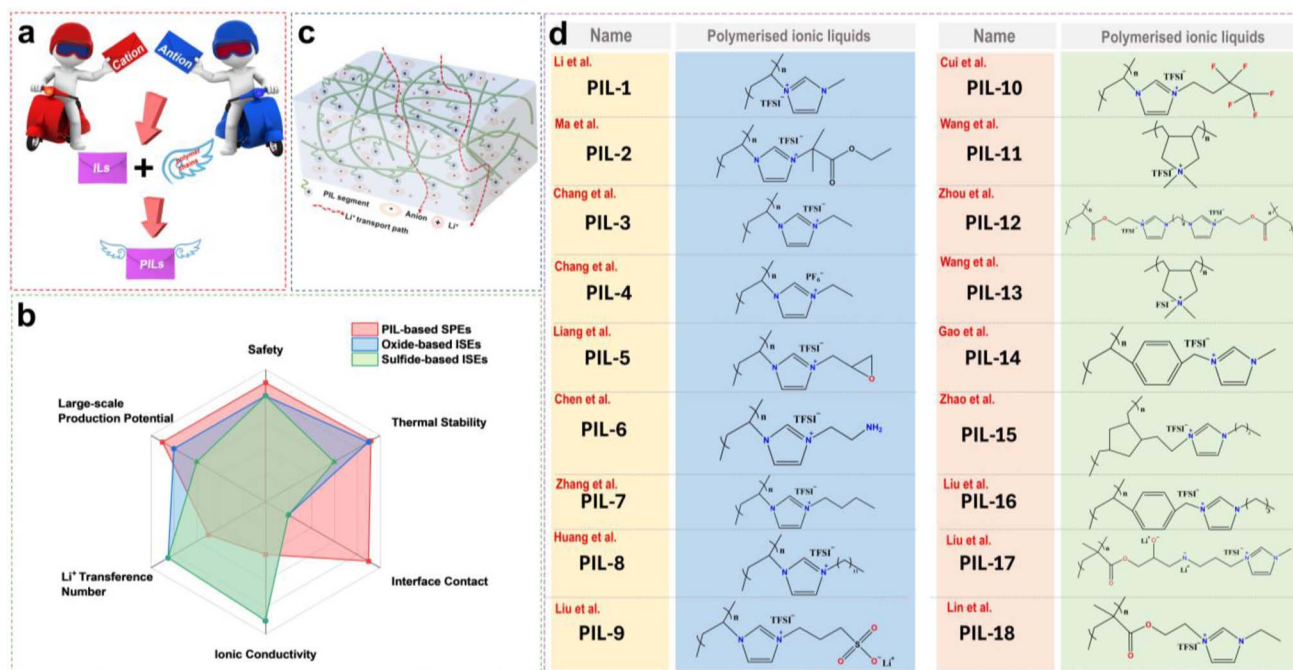 a
Cation
Antion
ILs
+
polymer
chains
PILs
c
PIL segment
Anion
Li⁺
Li⁺ transport path
b
PIL-based SPEs
Oxide-based ISEs
Sulfide-based ISEs
Safety
Large-scale
Production Potential
Thermal Stability
Li⁺ Transference
Number
Interface Contact
Ionic Conductivity
d
Name Polymerised ionic liquids
Li et al.
PIL-1
n
N N⁺
TFSI⁻
Ma et al.
PIL-2
n
TFSI⁻
N N⁺ O
O
Chang et al.
PIL-3
n
TFSI⁻
N N⁺
Chang et al.
PIL-4
n
PF₆⁻
N N⁺
Liang et al.
PIL-5
n
TFSI⁻
N N⁺
O
Chen et al.
PIL-6
n
TFSI⁻
N N⁺ NH₂
Zhang et al.
PIL-7
n
TFSI⁻
N N⁺
Huang et al.
PIL-8
n
TFSI⁻
N N⁺
11
Liu et al.
PIL-9
n
TFSI⁻
N N⁺ O
S
O
O⁻ Li⁺
Name Polymerised ionic liquids
Cui et al.
PIL-10
n
TFSI⁻
N N⁺
F F
F
F F
Wang et al.
PIL-11
n
TFSI⁻ N⁺
Zhou et al.
PIL-12
n n
O O
O O
TFSI⁻ TFSI⁻
N⁺ N N N⁺
Wang et al.
PIL-13
n
FSI⁻ N⁺
Gao et al.
PIL-14
n
TFSI⁻
N⁺ N
Zhao et al.
PIL-15
n
TFSI⁻ N⁺ N
Liu et al.
PIL-16
n
TFSI⁻
N⁺ N
Liu et al.
PIL-17
n
Li⁺ O⁻
O O
N
Li⁺
TFSI⁻
N⁺ N
Lin et al.
PIL-18
n
O
O
TFSI⁻
N⁺ N